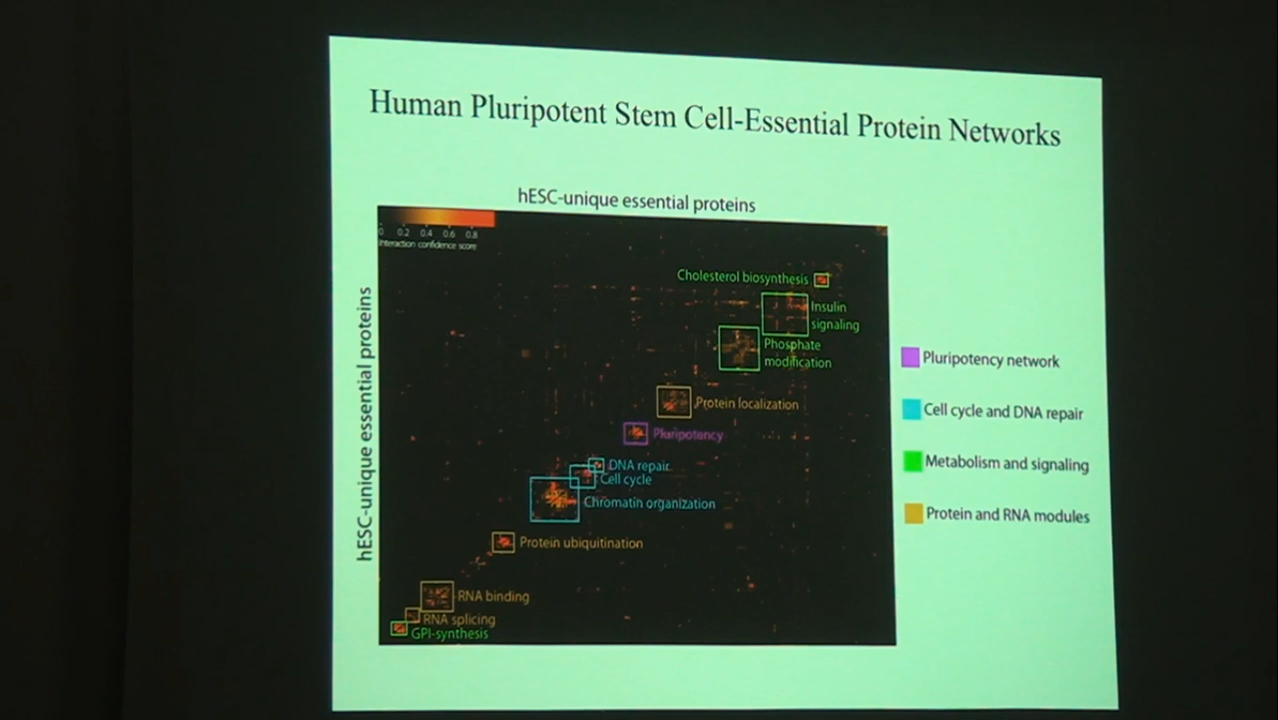 Human Pluripotent Stem Cell-Essential Protein Networks
hESC-unique essential proteins
0 0.2 0.4 0.6 0.8
Interaction confidence score
hESC-unique essential proteins
Cholesterol biosynthesis
Insulin
signaling
Phosphate
modification
Protein localization
Pluripotency
DNA repair
Cell cycle
Chromatin organization
Protein ubiquitination
RNA binding
RNA splicing
GPI-synthesis
Pluripotency network
Cell cycle and DNA repair
Metabolism and signaling
Protein and RNA modules